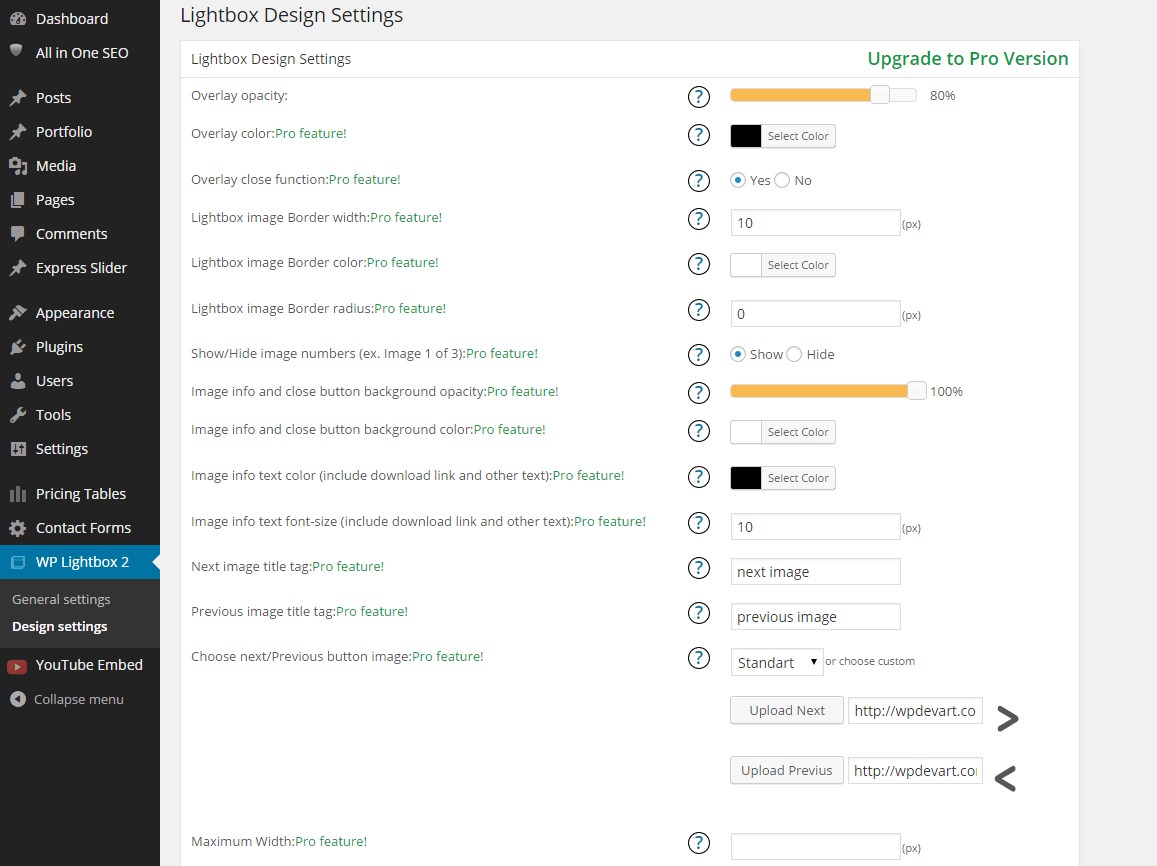 Dashboard
All in One SEO
Posts
Portfolio
Media
Pages
Comments
Express Slider
Appearance
Plugins
Users
Tools
Settings
Pricing Tables
Contact Forms
WP Lightbox 2
General settings
Design settings
YouTube Embed
Collapse menu
Lightbox Design Settings
Lightbox Design Settings Upgrade to Pro Version
Overlay opacity: ? 80%
Overlay color:Pro feature! ? Select Color
Overlay close function:Pro feature! ? Yes No
Lightbox image Border width:Pro feature! ? 10 (px)
Lightbox image Border color:Pro feature! ? Select Color
Lightbox image Border radius:Pro feature! ? 0 (px)
Show/Hide image numbers (ex. Image 1 of 3):Pro feature! ? Show Hide
Image info and close button background opacity:Pro feature! ? 100%
Image info and close button background color:Pro feature! ? Select Color
Image info text color (include download link and other text):Pro feature! ? Select Color
Image info text font-size (include download link and other text):Pro feature! ? 10 (px)
Next image title tag:Pro feature! ? next image
Previous image title tag:Pro feature! ? previous image
Choose next/Previous button image:Pro feature! ? Standart or choose custom
Upload Next http://wpdevart.co
Upload Previus http://wpdevart.co
Maximum Width:Pro feature! ? (px)